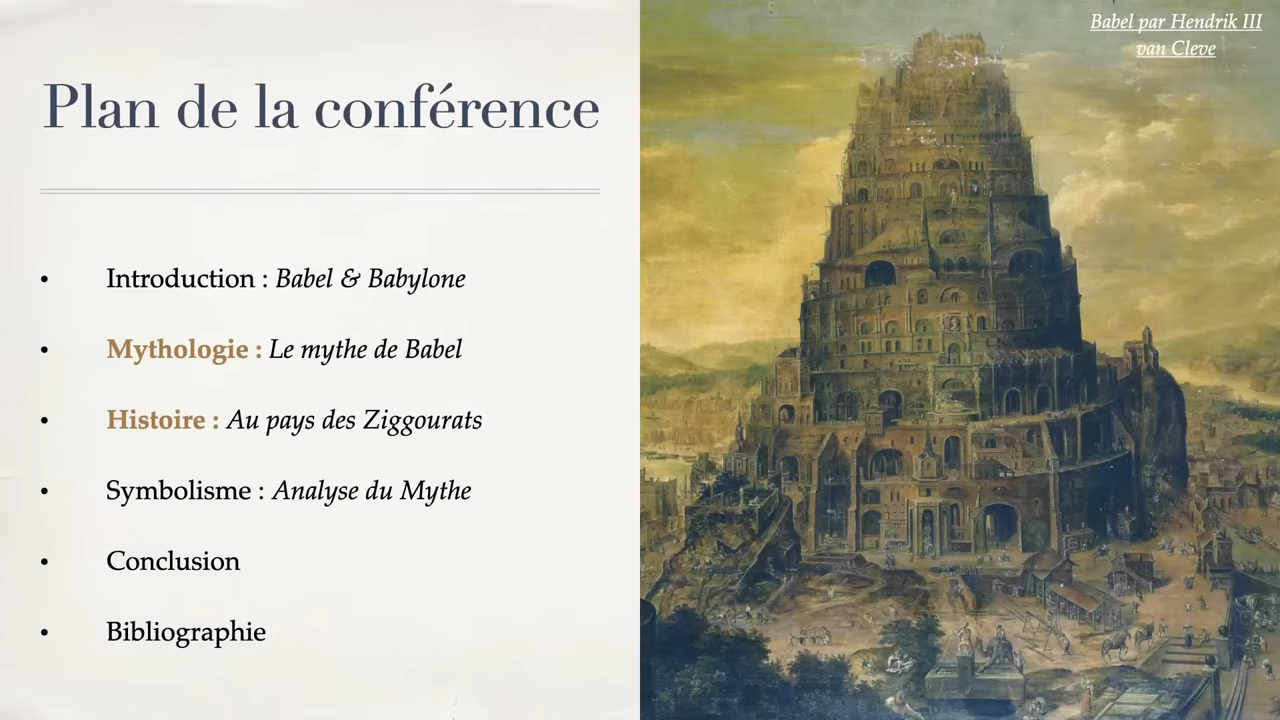 Plan de la conférence
• Introduction : Babel & Babylone
• Mythologie : Le mythe de Babel
• Histoire : Au pays des Ziggourats
• Symbolisme : Analyse du Mythe
• Conclusion
• Bibliographie
Babel par Hendrik III
van Cleve